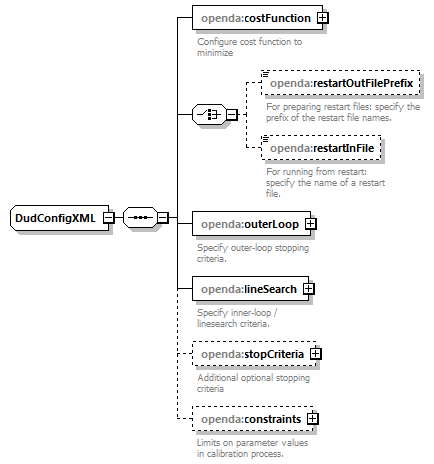 openda:costFunction
Configure cost function to
minimize
openda:restartOutFilePrefix
For preparing restart files: specify the
prefix of the restart file names.
openda:restartInFile
For running from restart:
specify the name of a restart
file.
DudConfigXML
openda:outerLoop
Specify outer-loop stopping
criteria.
openda:lineSearch
Specify inner-loop /
linesearch criteria.
openda:stopCriteria
Additional optional stopping
criteria
openda:constraints
Limits on parameter values
in calibration process.